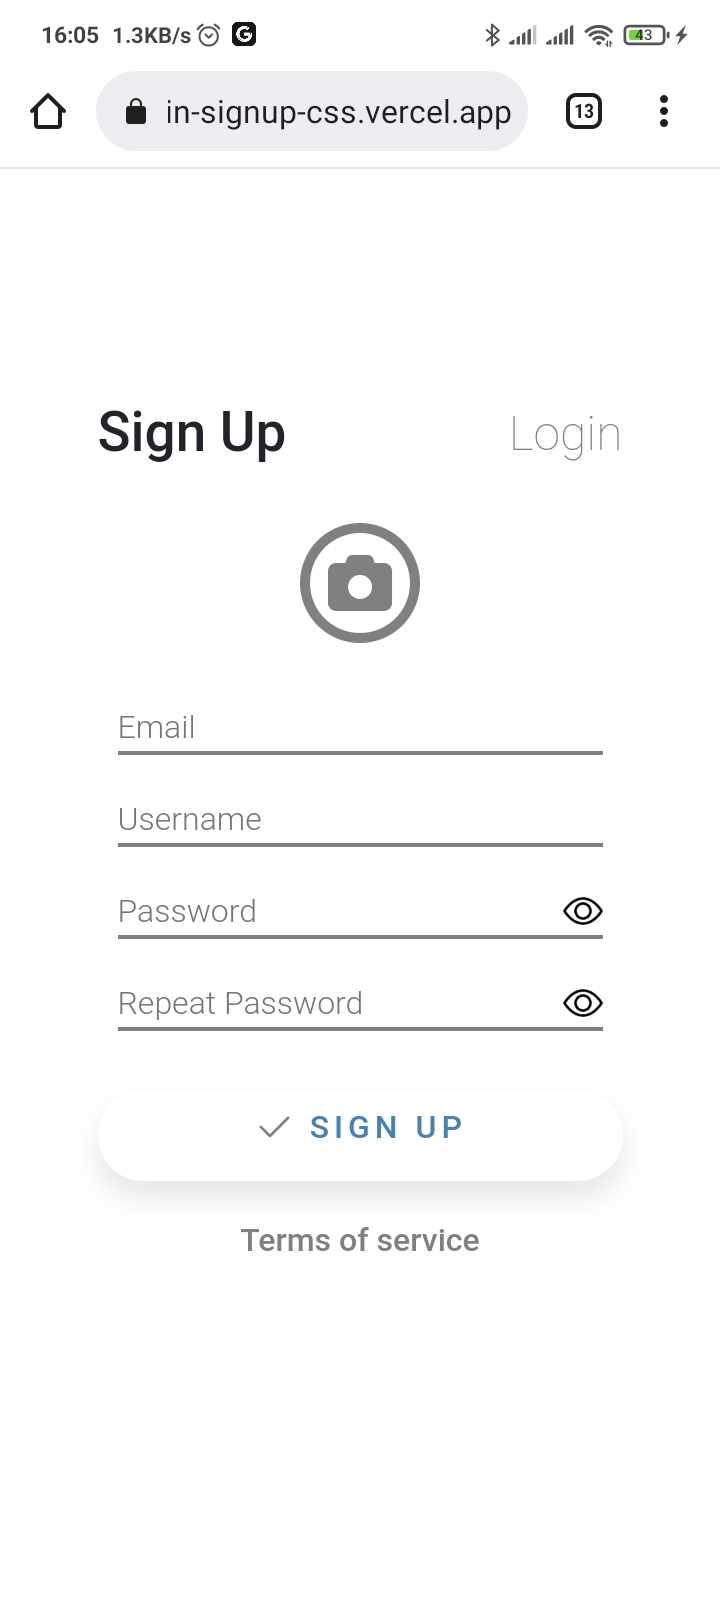 16:05 1.3KB/s G 43
in-signup-css.vercel.app 13
Sign Up Login
Email
Username
Password
Repeat Password
SIGN UP
Terms of service